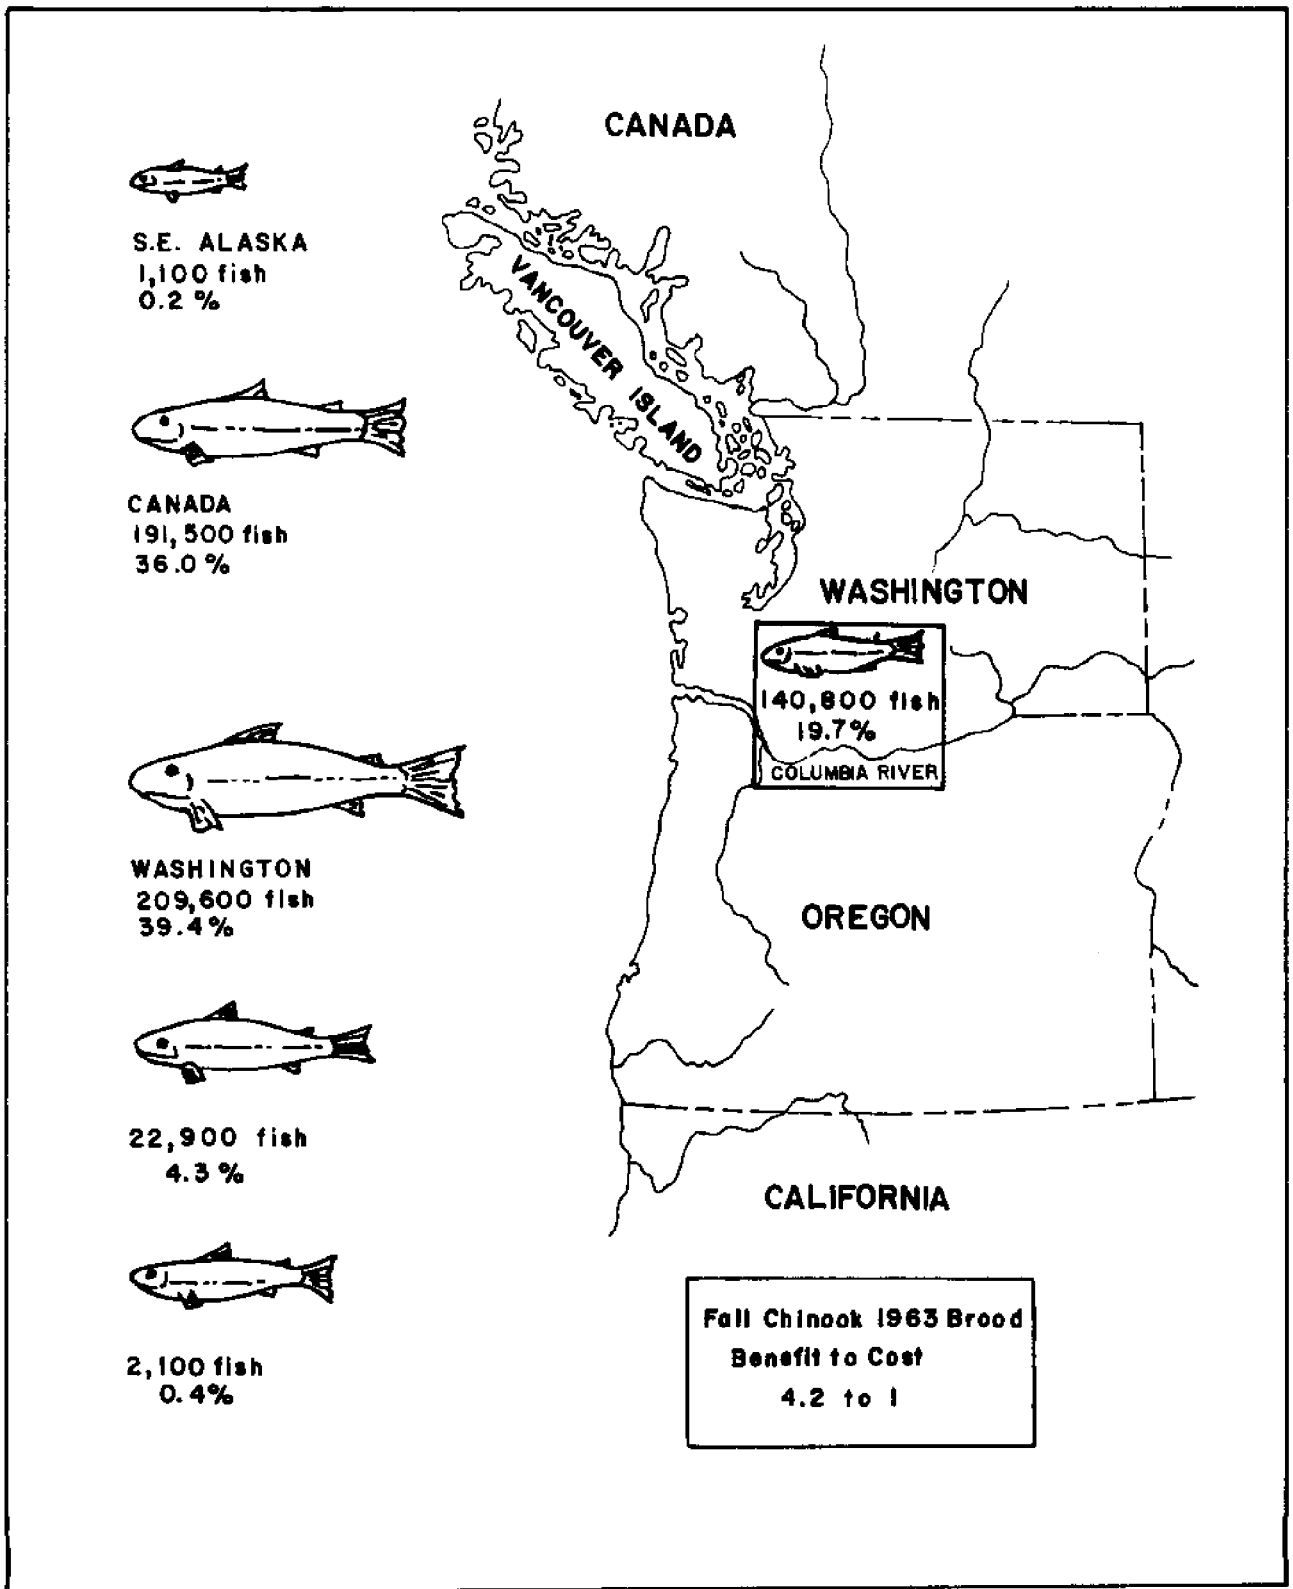 CANADA
S.E. ALASKA
1,100 fish
0.2 %
VANCOUVER ISLAND
CANADA
191,500 fish
36.0 %
WASHINGTON
140,800 fish
19.7%
COLUMBIA RIVER
WASHINGTON
209,600 fish
39.4%
OREGON
22,900 fish
4.3 %
CALIFORNIA
2,100 fish
0.4%
Fall Chinook 1963 Brood
Benefit to Cost
4.2 to 1